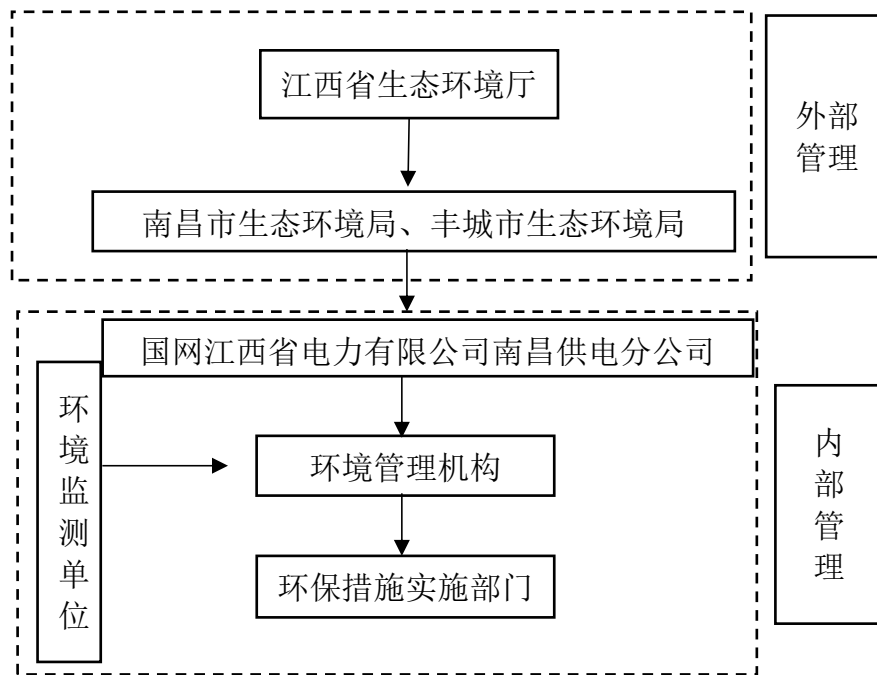 江西省生态环境厅
外部
管理
南昌市生态环境局、丰城市生态环境局
国网江西省电力有限公司南昌供电分公司
环境监测单位
环境管理机构
内部管理
环保措施实施部门